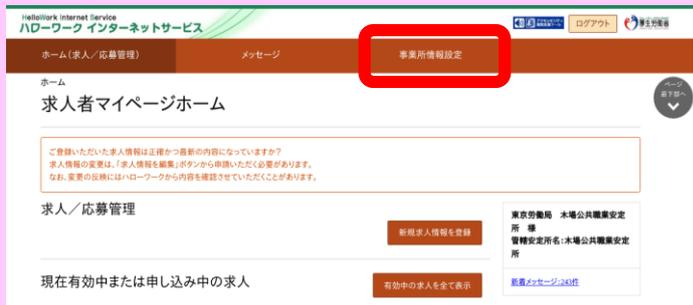 HelloWork Internet Service
ハローワーク インターネットサービス
ログアウト
厚生労働省
ホーム(求人/応募管理)
メッセージ
事業所情報設定
ホーム
求人者マイページホーム
ページ
最下部へ
ご登録いただいた求人情報は正確かつ最新の内容になっていますか?
求人情報の変更は、「求人情報を編集」ボタンから申請いただく必要があります。
なお、変更の反映にはハローワークから内容を確認させていただくことがあります。
求人/応募管理
新規求人情報を登録
東京労働局 木場公共職業安定
所 様
管轄安定所名:木場公共職業安定
所
現在有効中または申し込み中の求人
有効中の求人を全て表示
新着メッセージ:243件